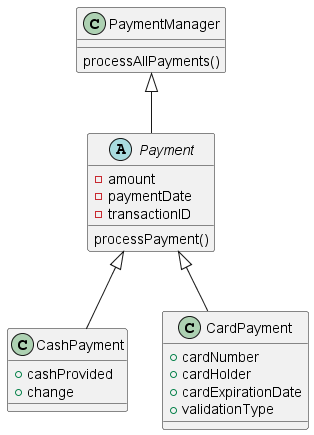 C PaymentManager
processAllPayments()
A Payment
amount
paymentDate
transactionID
processPayment()
C CashPayment
cashProvided
change
C CardPayment
cardNumber
cardHolder
cardExpirationDate
validationType